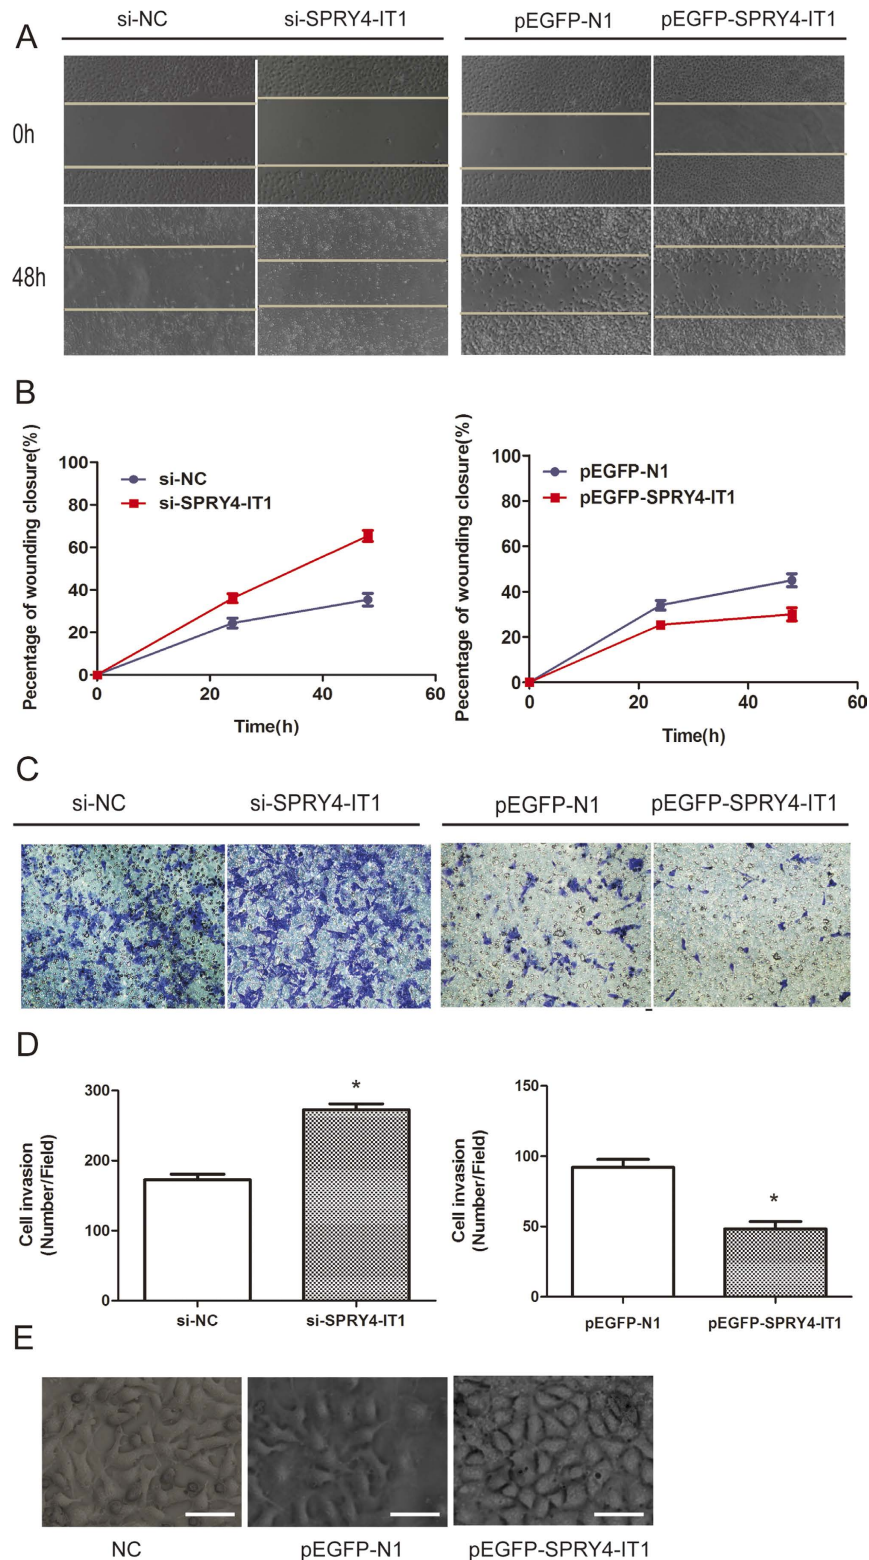 A
si-NC si-SPRY4-IT1 pEGFP-N1 pEGFP-SPRY4-IT1
0h
48h
B
Pecentage of wounding closure(%)
100
80
60
40
20
0
0 20 40 60
Time(h)
si-NC
si-SPRY4-IT1
Pecentage of wounding closure(%)
100
80
60
40
20
0
0 20 40 60
Time(h)
pEGFP-N1
pEGFP-SPRY4-IT1
C
si-NC si-SPRY4-IT1 pEGFP-N1 pEGFP-SPRY4-IT1
D
Cell invasion
(Number/Field)
300
200
100
0
*
si-NC si-SPRY4-IT1
Cell invasion
(Number/Field)
150
100
50
0
*
pEGFP-N1 pEGFP-SPRY4-IT1
E
NC pEGFP-N1 pEGFP-SPRY4-IT1